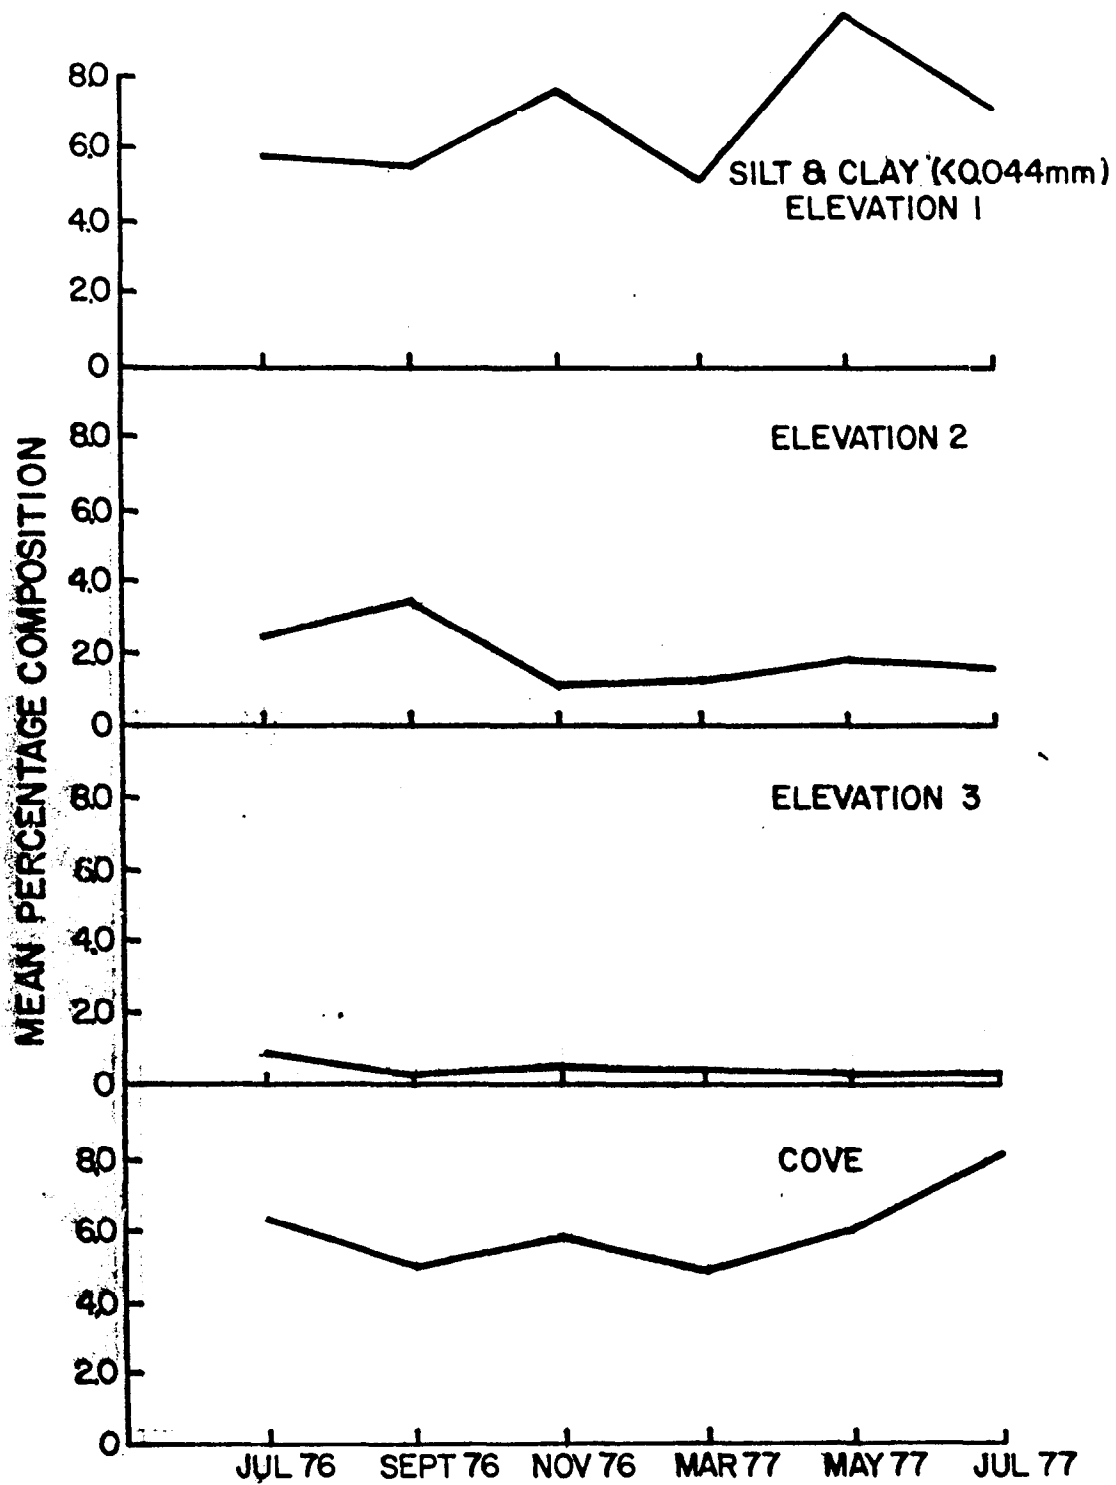 MEAN PERCENTAGE COMPOSITION
8.0
6.0
4.0
2.0
0
SILT & CLAY (<0.044mm)
ELEVATION 1
8.0
6.0
4.0
2.0
0
ELEVATION 2
8.0
6.0
4.0
2.0
0
ELEVATION 3
8.0
6.0
4.0
2.0
0
COVE
JUL 76 SEPT 76 NOV 76 MAR 77 MAY 77 JUL 77